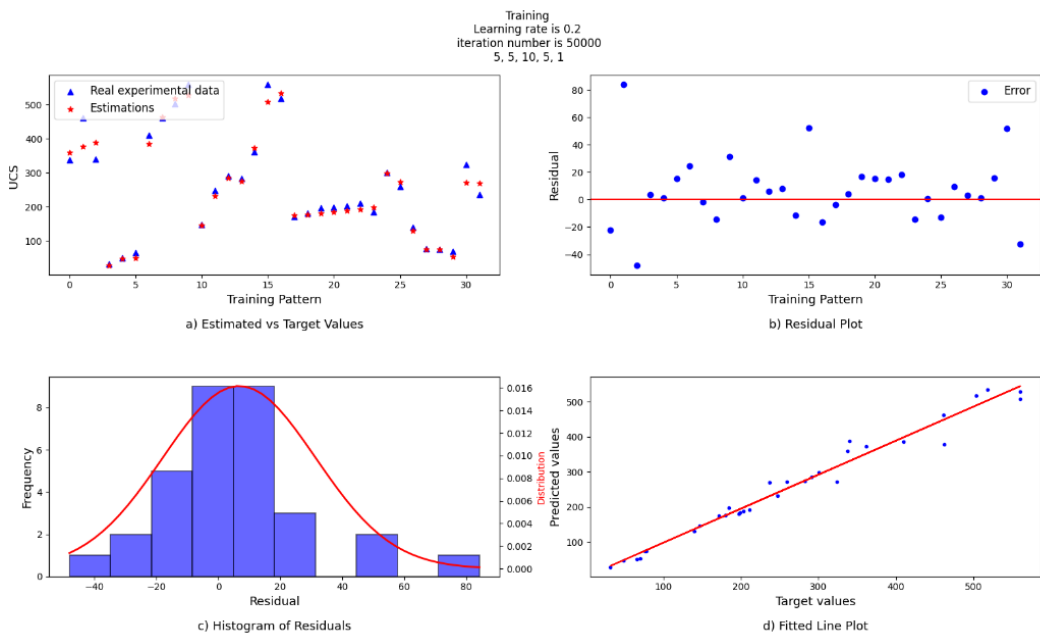 Training
Learning rate is 0.2
iteration number is 50000
5, 5, 10, 5, 1
Real experimental data
Estimations
500
400
300
200
100
UCS
0
5
10
15
20
25
30
Training Pattern
a) Estimated vs Target Values
Error
80
60
40
20
0
−20
−40
Residual
0
5
10
15
20
25
30
Training Pattern
b) Residual Plot
8
6
4
2
0
Frequency
0.016
0.014
0.012
0.010
0.008
0.006
0.004
0.002
0.000
Distribution
−40
−20
0
20
40
60
80
Residual
c) Histogram of Residuals
500
400
300
200
100
Predicted values
100
200
300
400
500
Target values
d) Fitted Line Plot